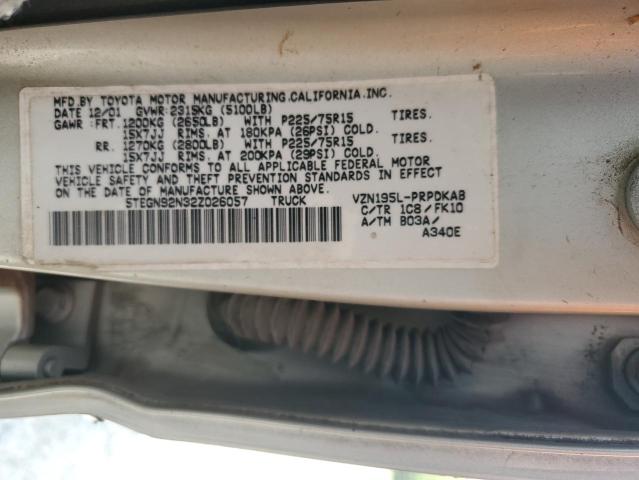 MFD.BY TOYOTA MOTOR MANUFACTURING.CALIFORNIA.INC.
DATE 12/01 GVWR:2315KG (5100LB)
GAWR: FRT. 1200KG (2650LB) WITH P225/75R15 TIRES.
15X7JJ RIMS. AT 180KPA (26PSI) COLD.
RR. 1270KG (2800LB) WITH P225/75R15 TIRES.
15X7JJ RIMS. AT 200KPA (29PSI) COLD.
THIS VEHICLE CONFORMS TO ALL APPLICABLE FEDERAL MOTOR
VEHICLE SAFETY AND THEFT PREVENTION STANDARDS IN EFFECT
ON THE DATE OF MANUFACTURE SHOWN ABOVE.
5TEGN92N32Z026057 TRUCK VZN195L-PRPDKAB
C/TR 1C8/FK10
A/TM B03A/
A340E